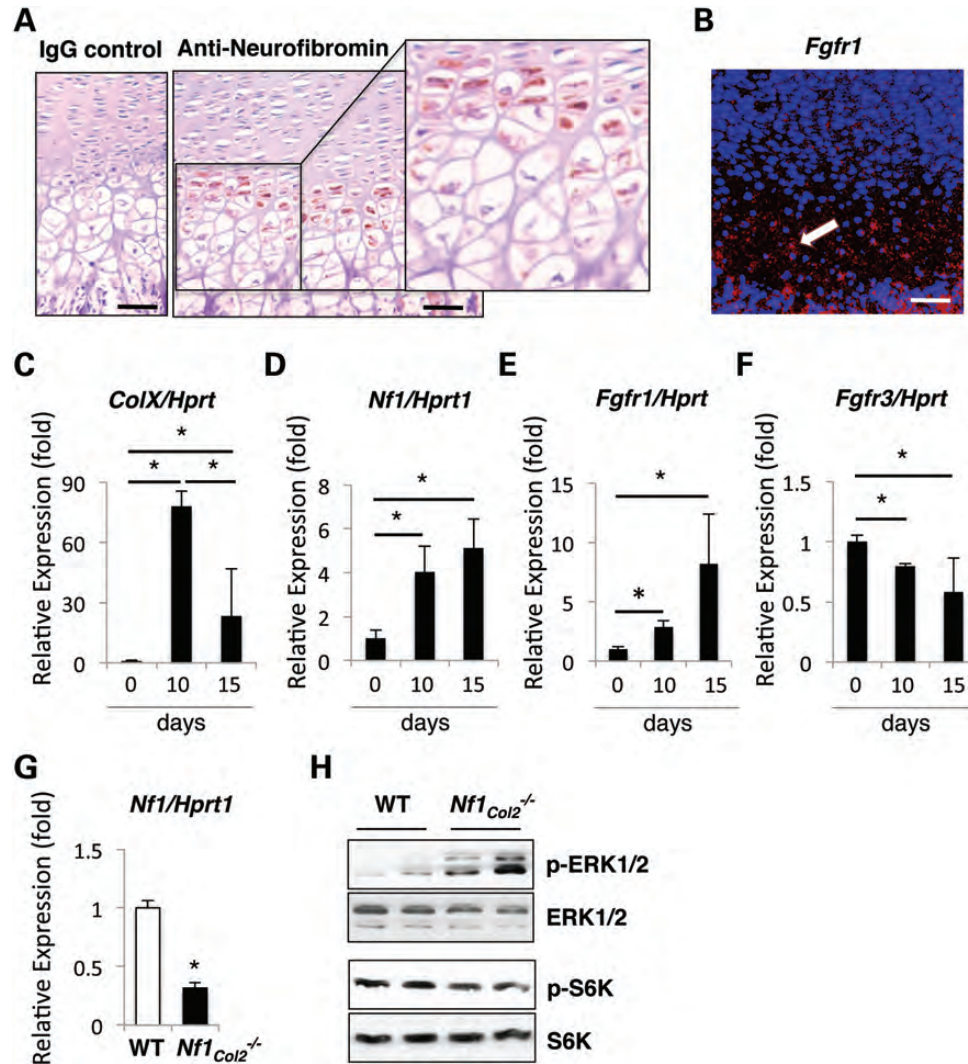 A
IgG control
Anti-Neurofibromin
B
Fgfr1
C
ColX/Hprt
Relative Expression (fold)
90
60
30
0
*
*
*
0 10 15
days
D
Nf1/Hprt1
Relative Expression (fold)
8
6
4
2
0
*
*
0 10 15
days
E
Fgfr1/Hprt
Relative Expression (fold)
15
10
5
0
*
*
0 10 15
days
F
Fgfr3/Hprt
Relative Expression (fold)
1.5
1
0.5
0
*
*
0 10 15
days
G
Nf1/Hprt1
Relative Expression (fold)
1.5
1
0.5
0
*
WT Nf1Col2-/-
H
WT Nf1Col2-/-
p-ERK1/2
ERK1/2
p-S6K
S6K